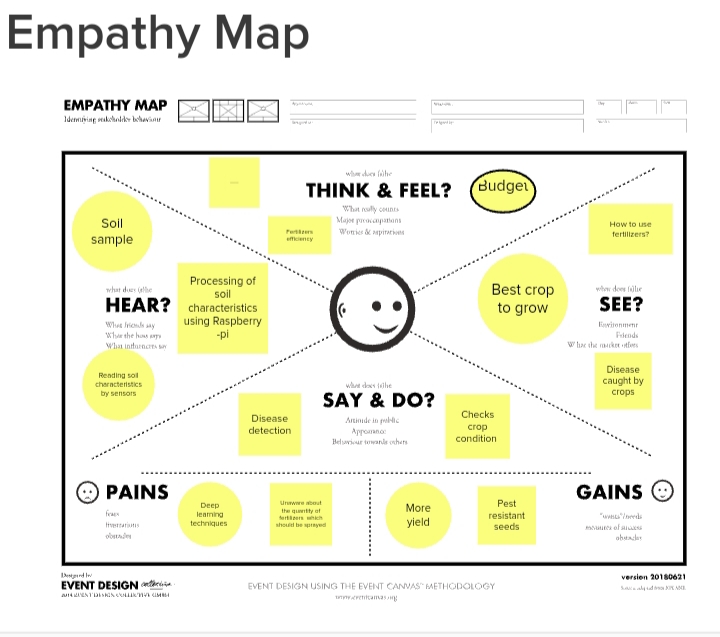 Empathy Map
EMPATHY MAP
Identifying stakeholder behaviour
what does (s)he
THINK & FEEL?
What really counts
Major preoccupations
Worries & aspirations
Budget
Fertilizers
efficiency
Soil
sample
How to use
fertilizers?
what does (s)he
HEAR?
What friends say
What the boss says
What influencers say
Processing of
soil
characteristics
using Raspberry
-pi
Reading soil
characteristics
by sensors
Best crop
to grow
what does (s)he
SEE?
Environment
Friends
What the market offers
Disease
caught by
crops
what does (s)he
SAY & DO?
Attitude in public
Appearance
Behaviour towards others
Disease
detection
Checks
crop
condition
PAINS
fears
frustrations
obstacles
Deep
learning
techniques
Unaware about
the quantity of
fertilizers, which
should be sprayed
More
yield
Pest
resistant
seeds
GAINS
"wants"/needs
measures of success
obstacles
Designed by
EVENT DESIGN collective
2014 EVENT DESIGN COLLECTIVE GMBH
EVENT DESIGN USING THE EVENT CANVAS™ METHODOLOGY
www.eventcanvas.org
version 20180621